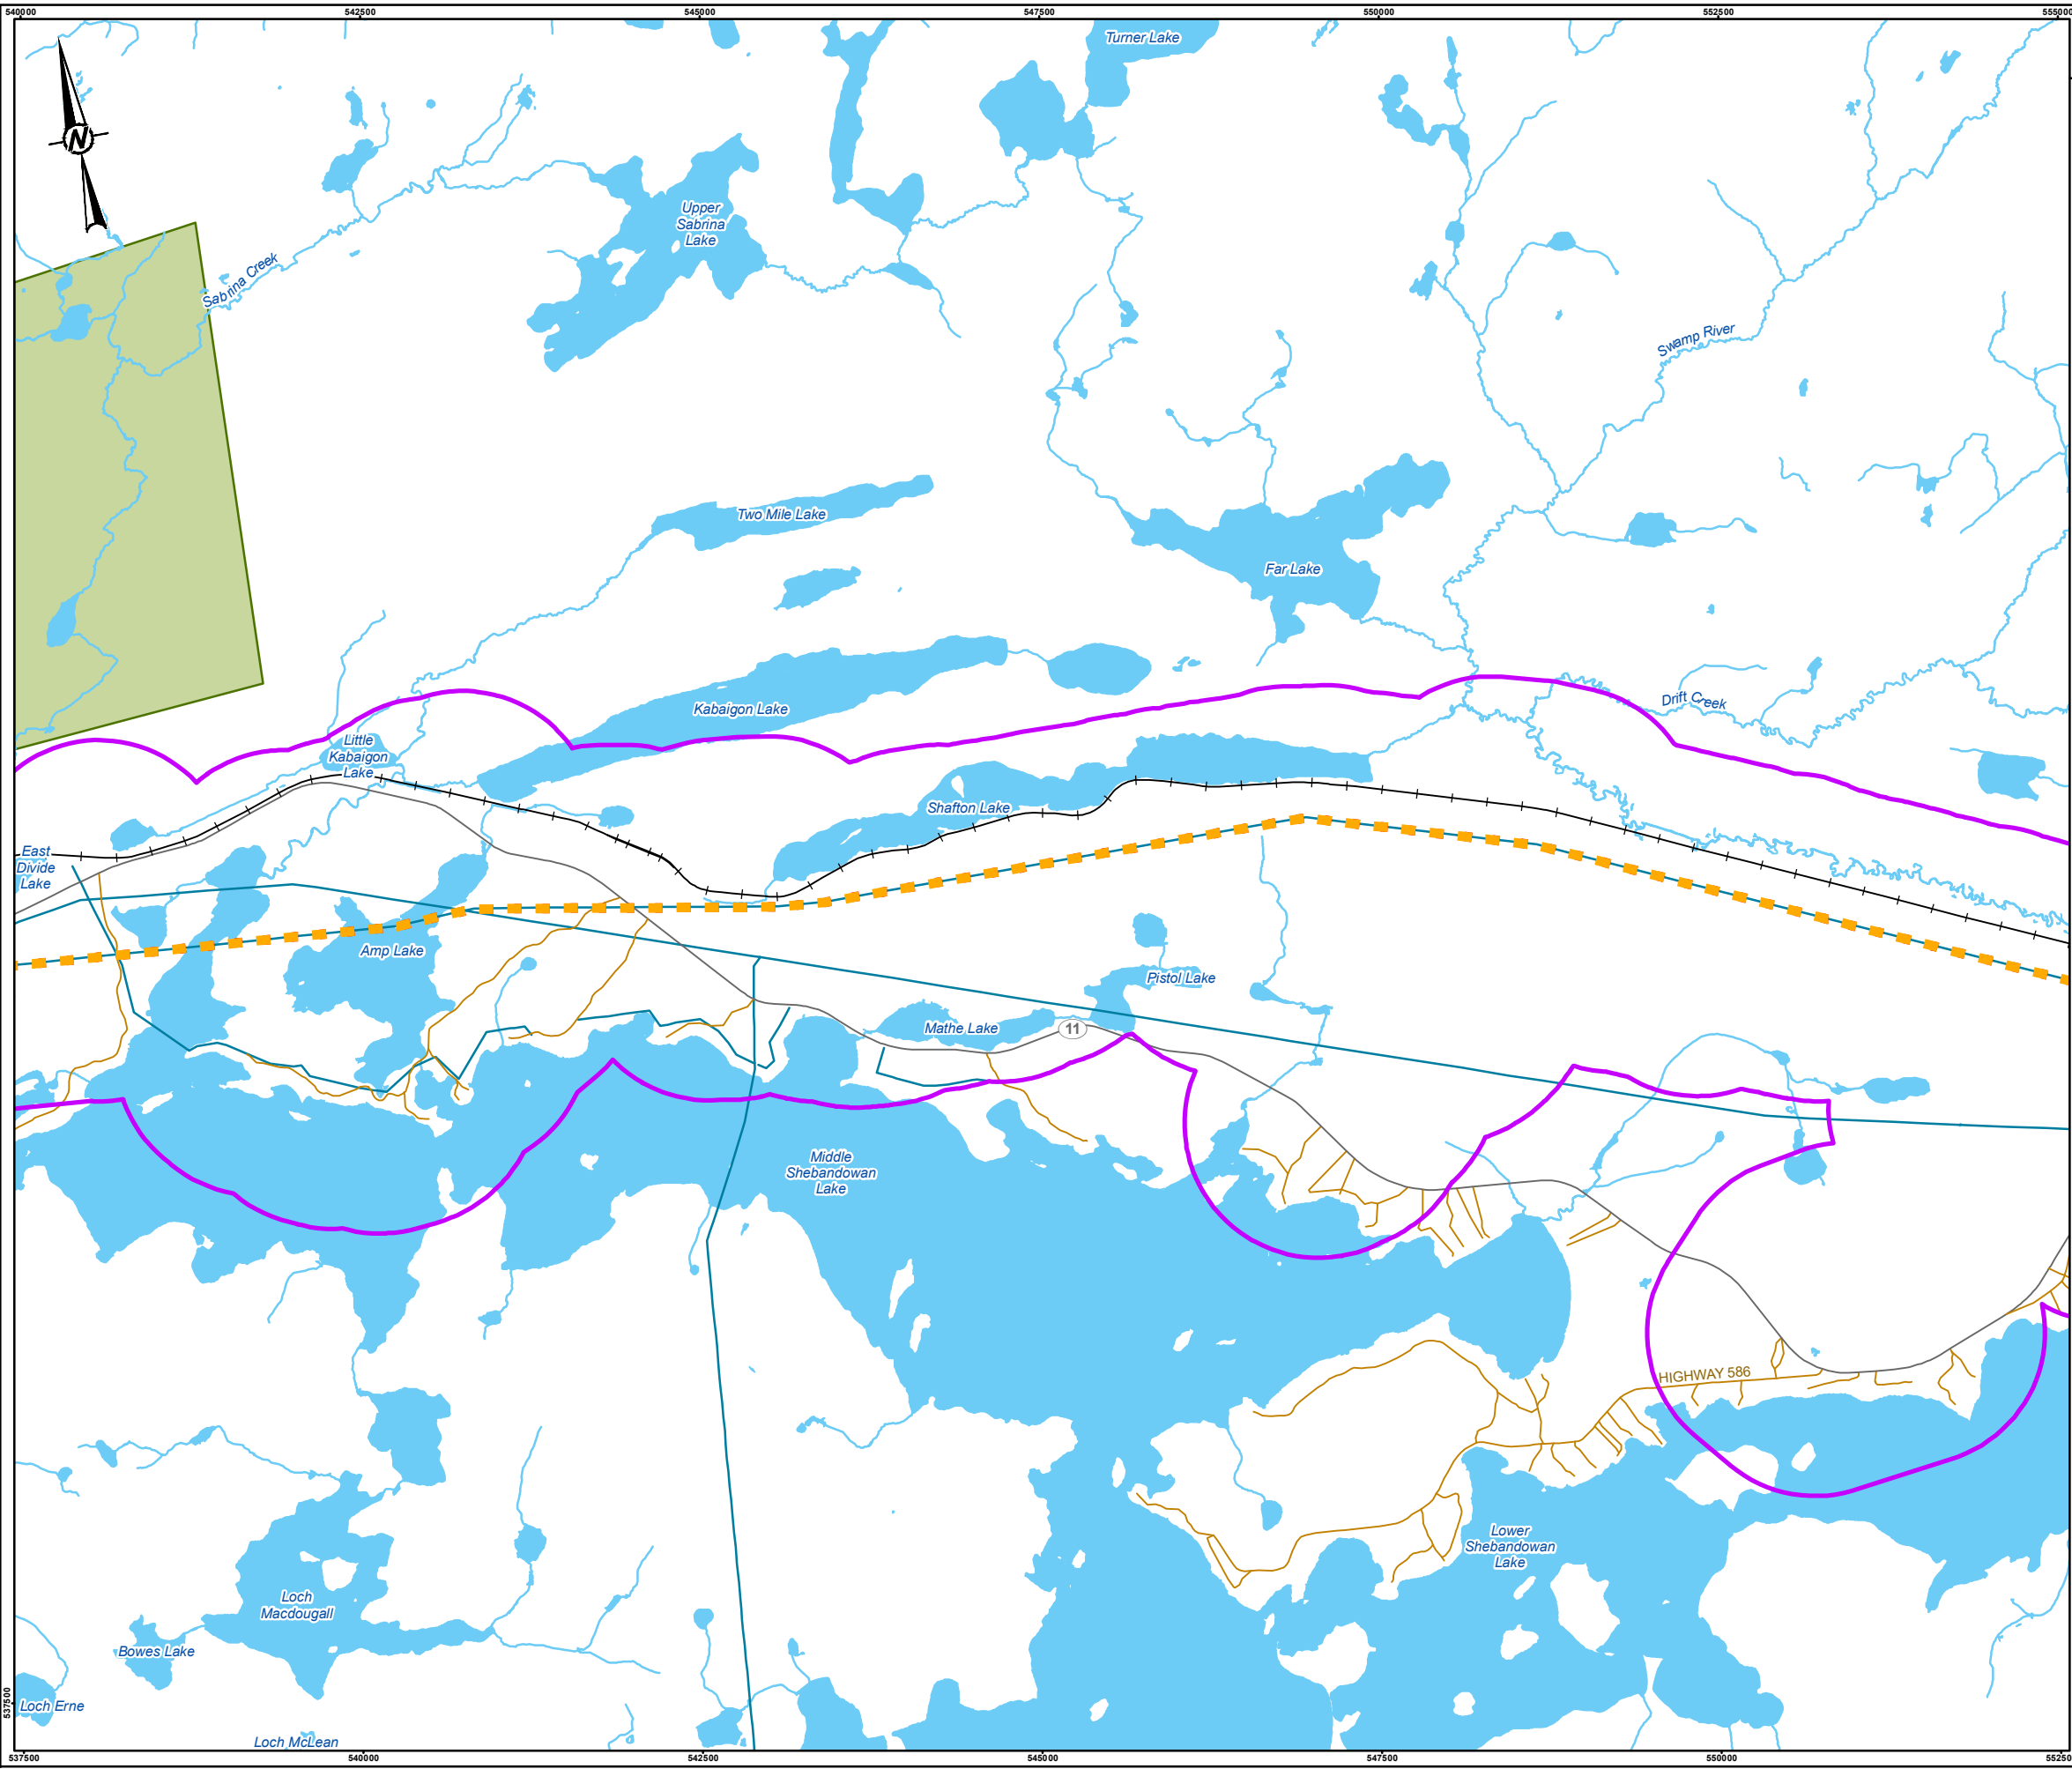 540000 542500 545000 547500 550000 552500 555000
Turner Lake
N
Upper
Sabrina
Lake
Sabrina Creek
Swamp River
Two Mile Lake
Far Lake
Kabaigon Lake
Drift Creek
Little
Kabaigon
Lake
Shafton Lake
East
Divide
Lake
Amp Lake
Pistol Lake
Mathe Lake
11
Middle
Shebandowan
Lake
HIGHWAY 586
Lower
Shebandowan
Lake
Loch
Macdougall
Bowes Lake
Loch Erne
Loch McLean
537500
537500 540000 542500 545000 547500 550000